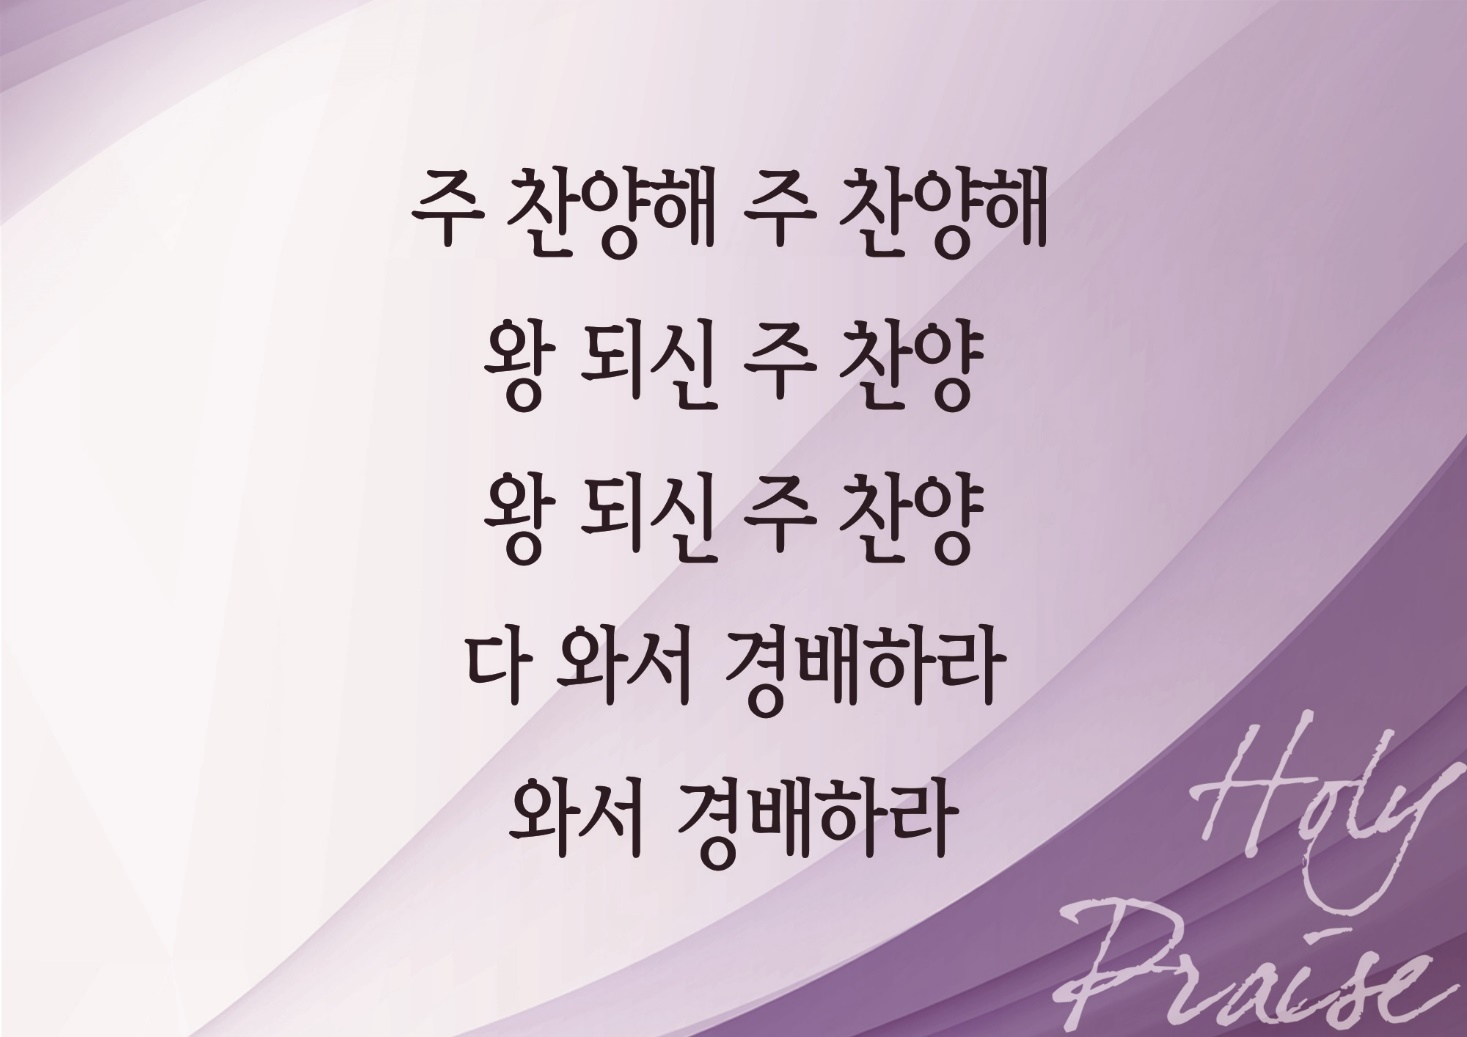 주 찬양해 주 찬양해
왕 되신 주 찬양
왕 되신 주 찬양
다 와서 경배하라
와서 경배하라
Holy
Praise